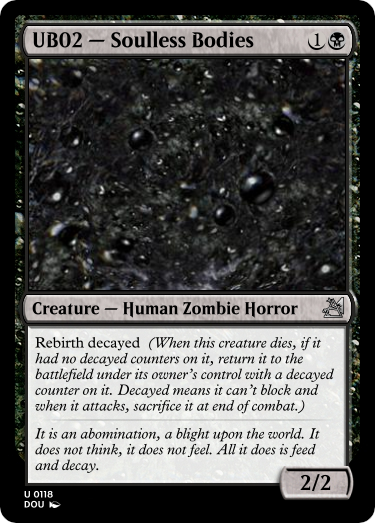 UB02 — Soulless Bodies 1
Creature — Human Zombie Horror
Rebirth decayed (When this creature dies, if it
had no decayed counters on it, return it to the
battlefield under its owner's control with a decayed
counter on it. Decayed means it can't block and
when it attacks, sacrifice it at end of combat.)
It is an abomination, a blight upon the world. It
does not think, it does not feel. All it does is feed
and decay.
2/2
U 0118
DOU